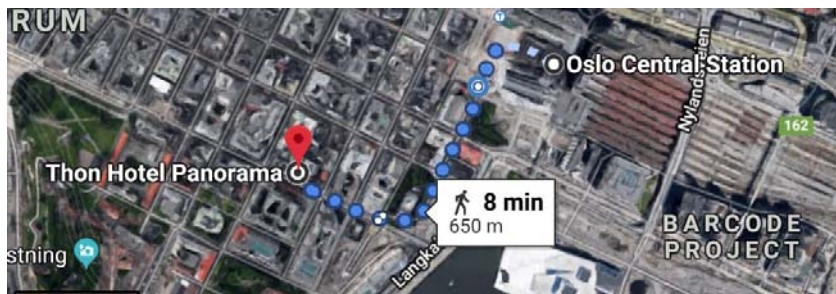 RUM
Oslo Central Station
Nylandsveien
162
Thon Hotel Panorama
8 min
650 m
BARCODE
PROJECT
stning
Langka